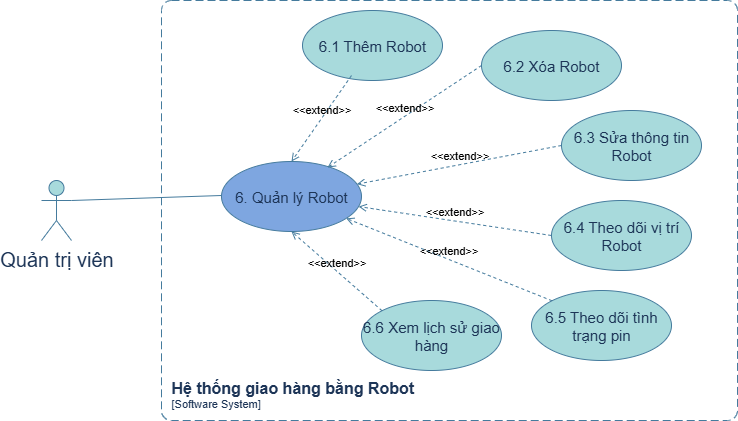 6.1 Thêm Robot
6.2 Xóa Robot
<<extend>>
<<extend>>
6.3 Sửa thông tin
Robot
<<extend>>
6. Quản lý Robot
<<extend>>
6.4 Theo dõi vị trí
Robot
<<extend>>
Quản trị viên
<<extend>>
6.5 Theo dõi tình
trạng pin
6.6 Xem lịch sử giao
hàng
Hệ thống giao hàng bằng Robot
[Software System]